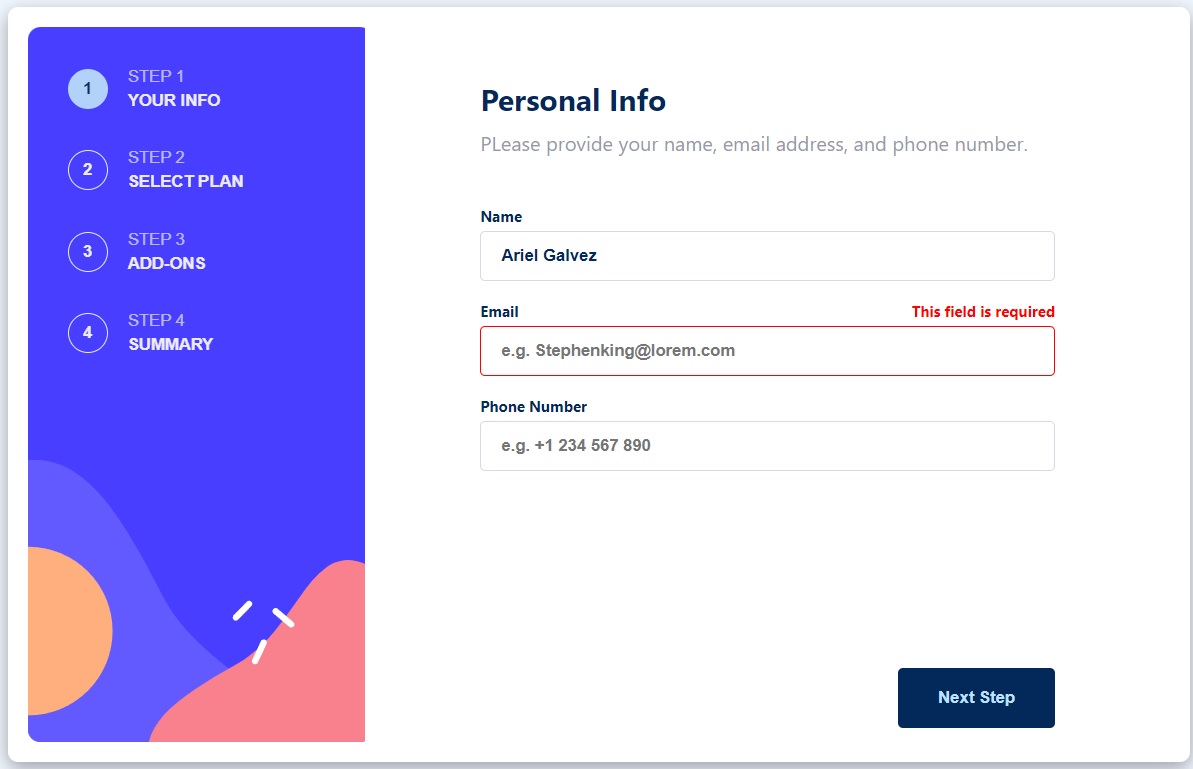 1
STEP 1
YOUR INFO
2
STEP 2
SELECT PLAN
3
STEP 3
ADD-ONS
4
STEP 4
SUMMARY
Personal Info
PLease provide your name, email address, and phone number.
Name
Ariel Galvez
Email This field is required
e.g. Stephenking@lorem.com
Phone Number
e.g. +1 234 567 890
Next Step